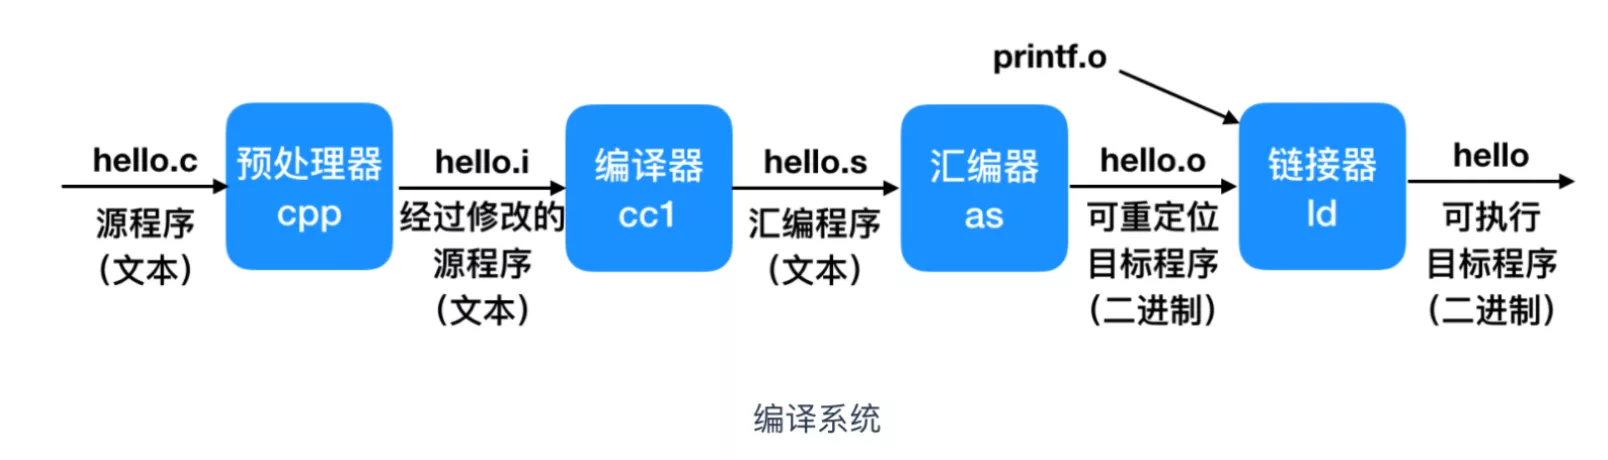 printf.o
hello.c
源程序
（文本）
预处理器
cpp
hello.i
经过修改的
源程序
（文本）
编译器
cc1
hello.s
汇编程序
（文本）
汇编器
as
hello.o
可重定位
目标程序
（二进制）
链接器
ld
hello
可执行
目标程序
（二进制）
编译系统